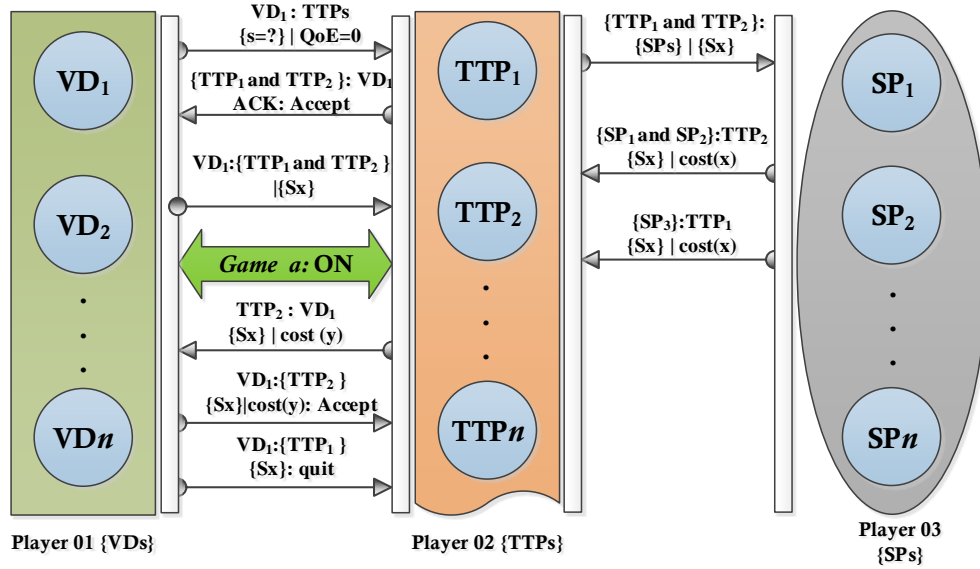 VD₁ : TTPs
{s=?} | QoE=0
{TTP₁ and TTP₂ }: VD₁
ACK: Accept
VD₁:{TTP₁ and TTP₂ }
|{Sx}
Game a: ON
TTP₂ : VD₁
{Sx} | cost (y)
VD₁:{TTP₂ }
{Sx}|cost(y): Accept
VD₁:{TTP₁ }
{Sx}: quit
{TTP₁ and TTP₂ }:
{SPs} | {Sx}
{SP₁ and SP₂}:TTP₂
{Sx} | cost(x)
{SP₃}:TTP₁
{Sx} | cost(x)
VD₁
VD₂
VDn
TTP₁
TTP₂
TTPn
SP₁
SP₂
SPn
Player 01 {VDs}
Player 02 {TTPs}
Player 03
{SPs}